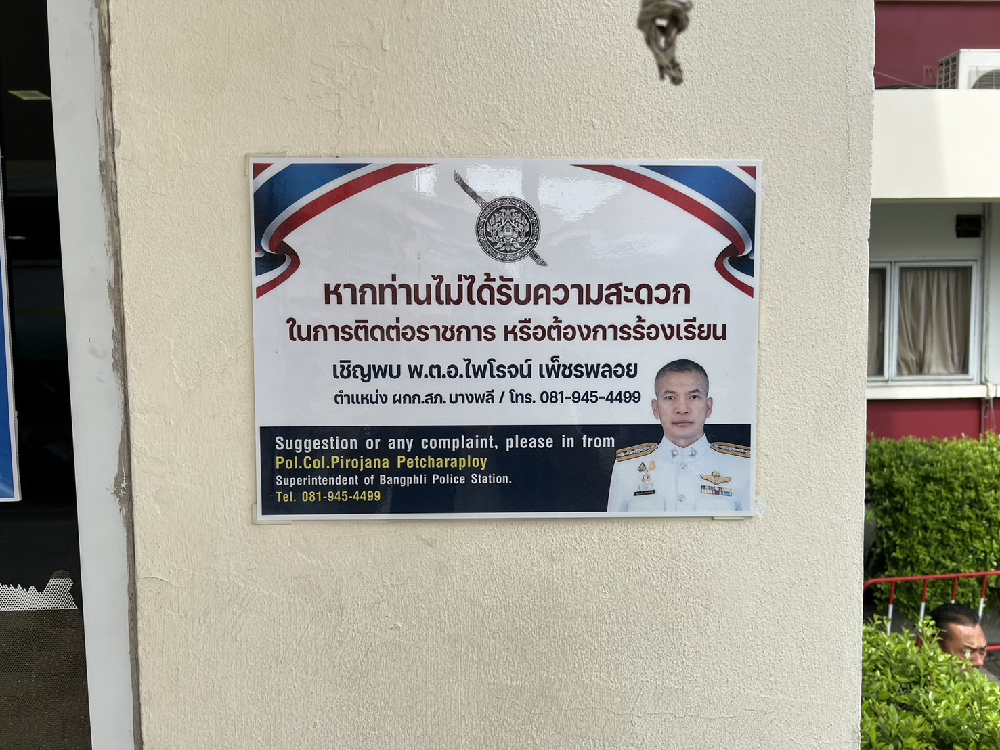 หากท่านไม่ได้รับความสะดวก
ในการติดต่อราชการ หรือต้องการร้องเรียน
เชิญพบ พ.ต.อ.ไพโรจน์ เพ็ชรพลอย
ตำแหน่ง ผกก.สภ.บางพลี / โทร. 081-945-4499
Suggestion or any complaint, please in from
Pol.Col.Pirojana Petcharaploy
Superintendent of Bangphli Police Station.
Tel. 081-945-4499